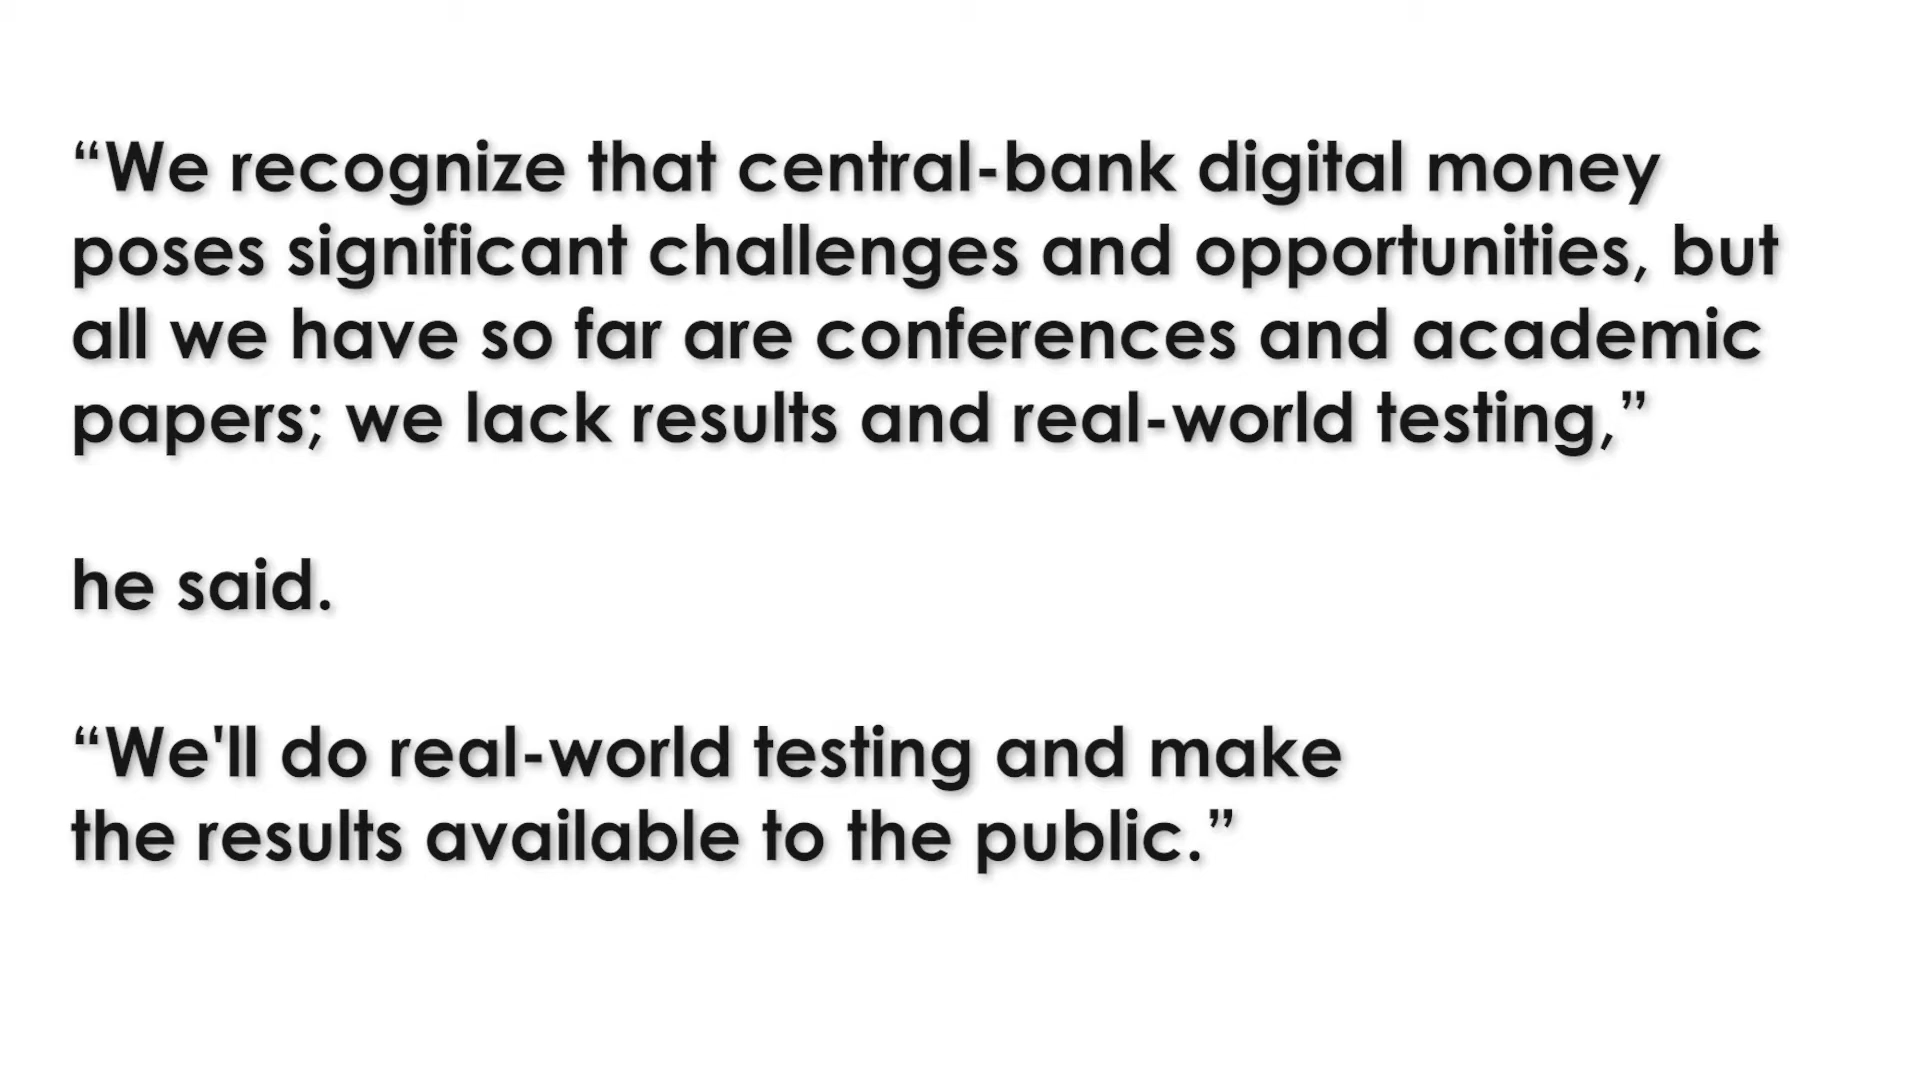 “We recognize that central-bank digital money
poses significant challenges and opportunities, but
all we have so far are conferences and academic
papers; we lack results and real-world testing,”
he said.
“We'll do real-world testing and make
the results available to the public.”